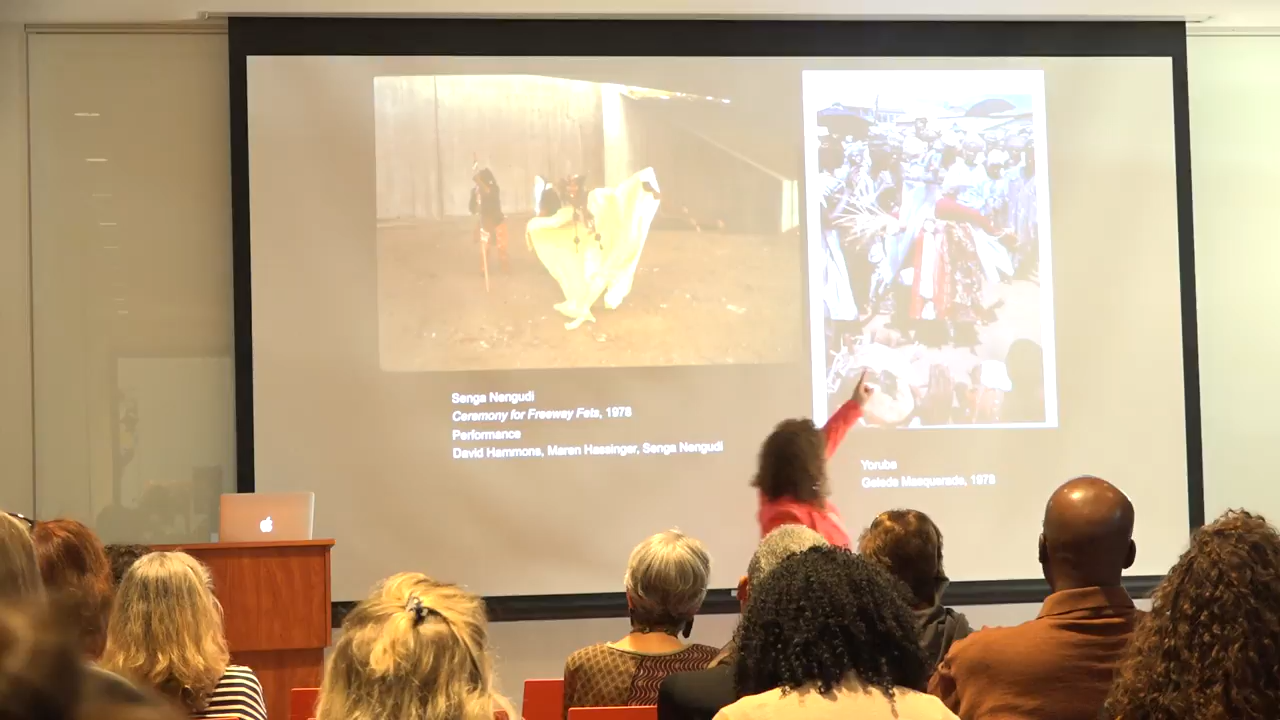 Senga Nengudi
Ceremony for Freeway Fets, 1978
Performance
David Hammons, Maren Hassinger, Senga Nengudi
Yoruba
Gelede Masquerade, 1978